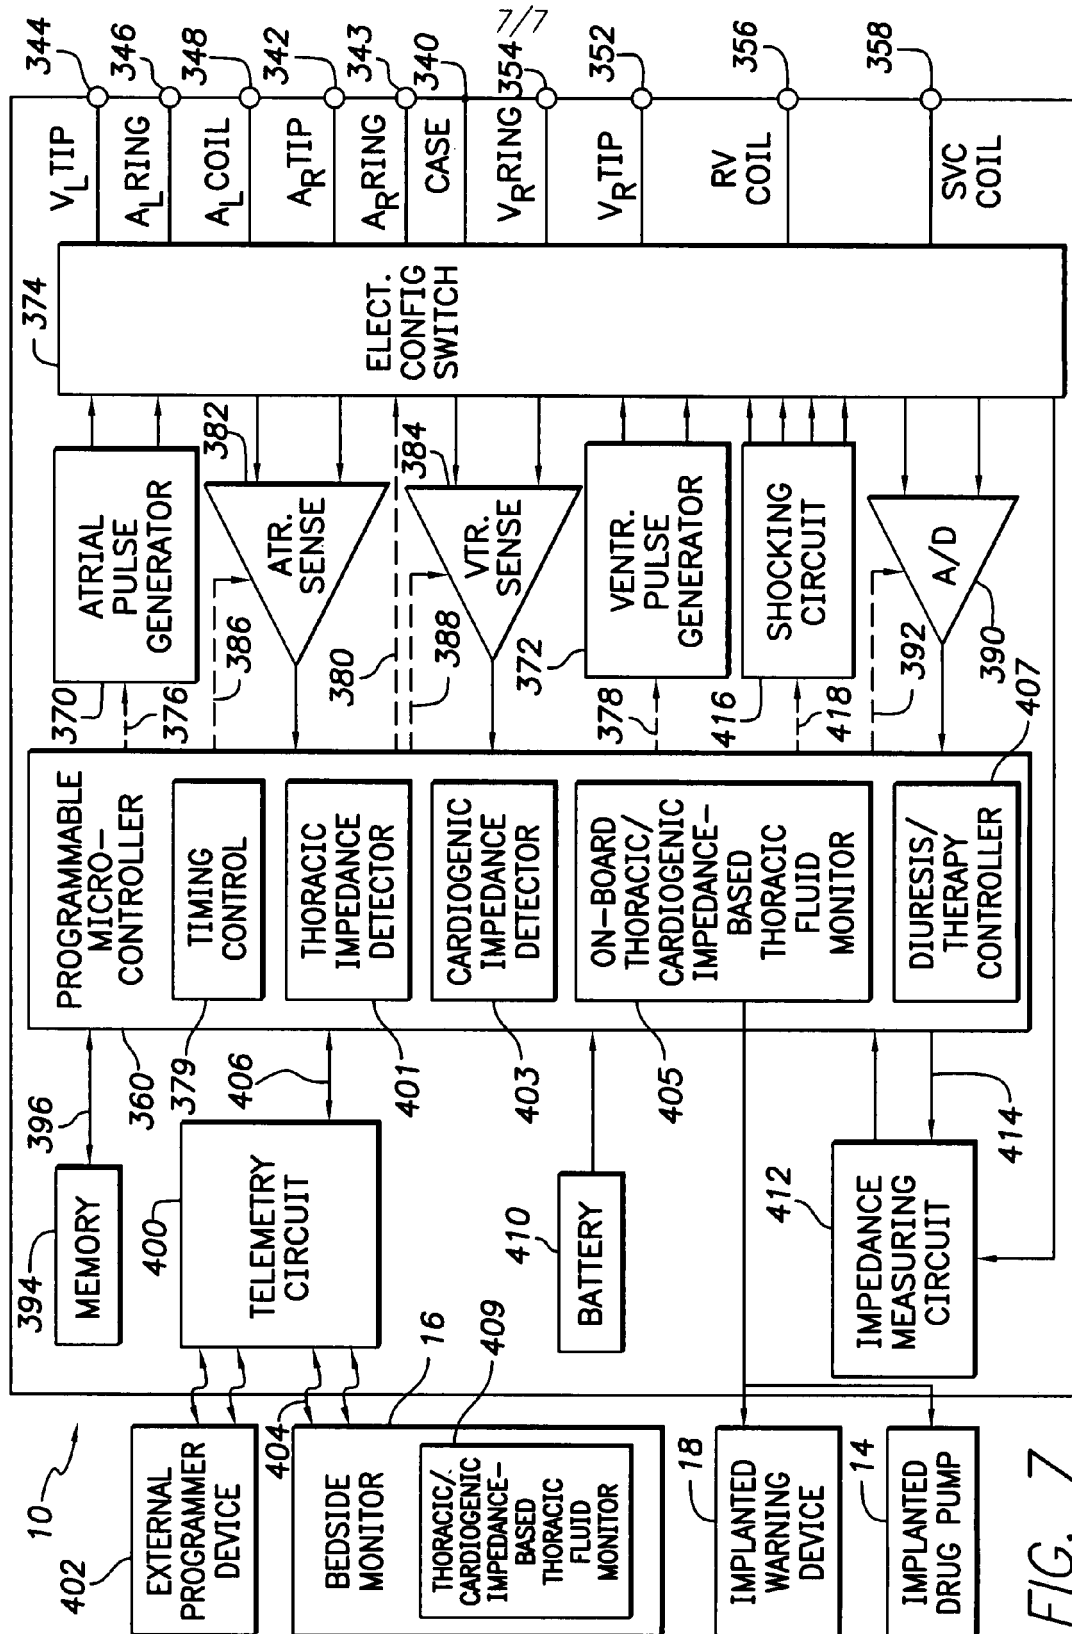 7/7
10
402
EXTERNAL
PROGRAMMER
DEVICE
404
BEDSIDE
MONITOR
16
409
THORACIC/
CARDIOGENIC
IMPEDANCE-
BASED
THORACIC
FLUID
MONITOR
18
IMPLANTED
WARNING
DEVICE
14
IMPLANTED
DRUG PUMP
394
MEMORY
396
400
TELEMETRY
CIRCUIT
406
410
BATTERY
412
IMPEDANCE
MEASURING
CIRCUIT
414
360
PROGRAMMABLE
MICRO-
CONTROLLER
379
TIMING
CONTROL
401
THORACIC
IMPEDANCE
DETECTOR
403
CARDIOGENIC
IMPEDANCE
DETECTOR
405
ON-BOARD
THORACIC/
CARDIOGENIC
IMPEDANCE-
BASED
THORACIC
FLUID
MONITOR
407
DIURESIS/
THERAPY
CONTROLLER
370
ATRIAL
PULSE
GENERATOR
376
382
ATR.
SENSE
386
380
384
VTR.
SENSE
388
372
VENTR.
PULSE
GENERATOR
378
416
SHOCKING
CIRCUIT
418
392
A/D
390
374
ELECT.
CONFIG
SWITCH
VL TIP
344
AL RING
346
AL COIL
348
AR TIP
342
AR RING
343
CASE
340
VR RING
354
VR TIP
352
RV
COIL
356
SVC
COIL
358
FIG. 7